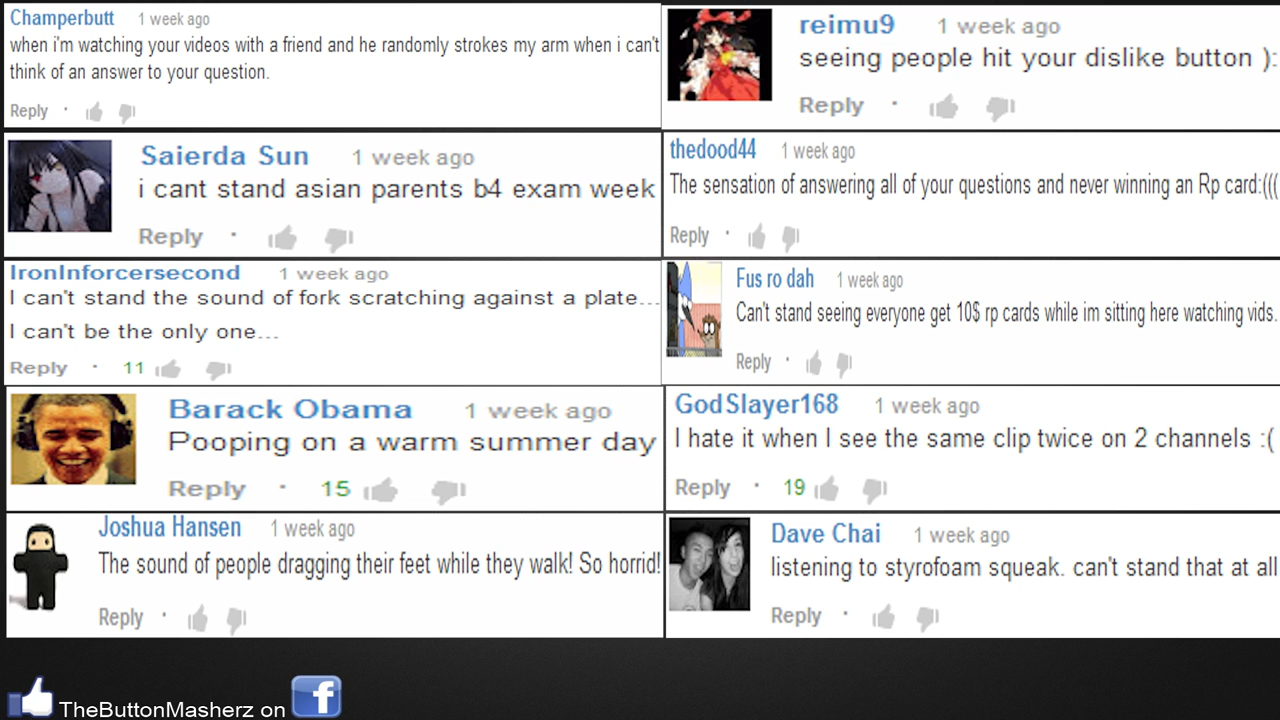 Champerbutt 1 week ago
when i'm watching your videos with a friend and he randomly strokes my arm when i can't
think of an answer to your question.
Reply ·
reimu9 1 week ago
seeing people hit your dislike button ):
Reply ·
Saierda Sun 1 week ago
i cant stand asian parents b4 exam week
Reply ·
thedood44 1 week ago
The sensation of answering all of your questions and never winning an Rp card:(((
Reply ·
IronInforcersecond 1 week ago
I can't stand the sound of fork scratching against a plate...
I can't be the only one...
Reply · 11
Fus ro dah 1 week ago
Can't stand seeing everyone get 10$ rp cards while im sitting here watching vids.
Reply ·
Barack Obama 1 week ago
Pooping on a warm summer day
Reply · 15
GodSlayer168 1 week ago
I hate it when I see the same clip twice on 2 channels :(
Reply · 19
Joshua Hansen 1 week ago
The sound of people dragging their feet while they walk! So horrid!
Reply ·
Dave Chai 1 week ago
listening to styrofoam squeak. can't stand that at all
Reply ·
TheButtonMasherz on f